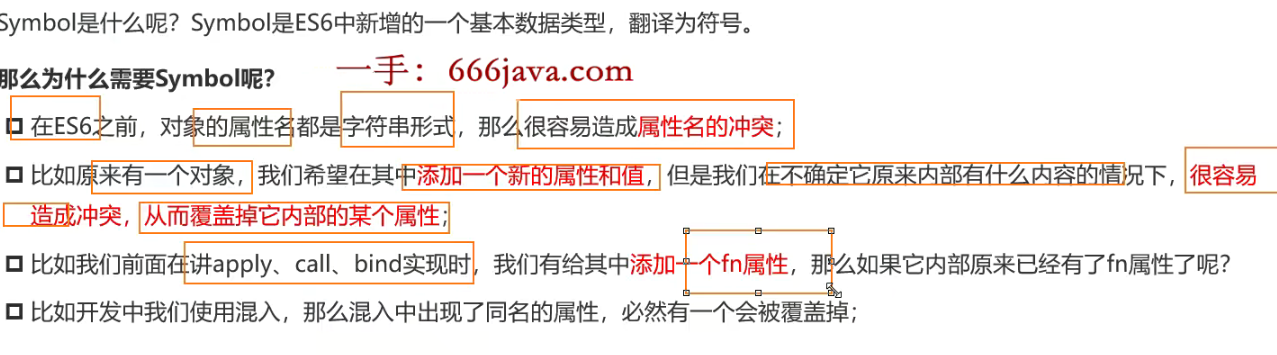 Symbol是什么呢？Symbol是ES6中新增的一个基本数据类型，翻译为符号。
那么为什么需要Symbol呢？
一手：666java.com
在ES6之前，对象的属性名都是字符串形式，那么很容易造成属性名的冲突；
比如原来有一个对象，我们希望在其中添加一个新的属性和值，但是我们在不确定它原来内部有什么内容的情况下，很容易
造成冲突，从而覆盖掉它内部的某个属性；
比如我们前面在讲apply、call、bind实现时，我们有给其中添加一个fn属性，那么如果它内部原来已经有了fn属性了呢？
比如开发中我们使用混入，那么混入中出现了同名的属性，必然有一个会被覆盖掉；